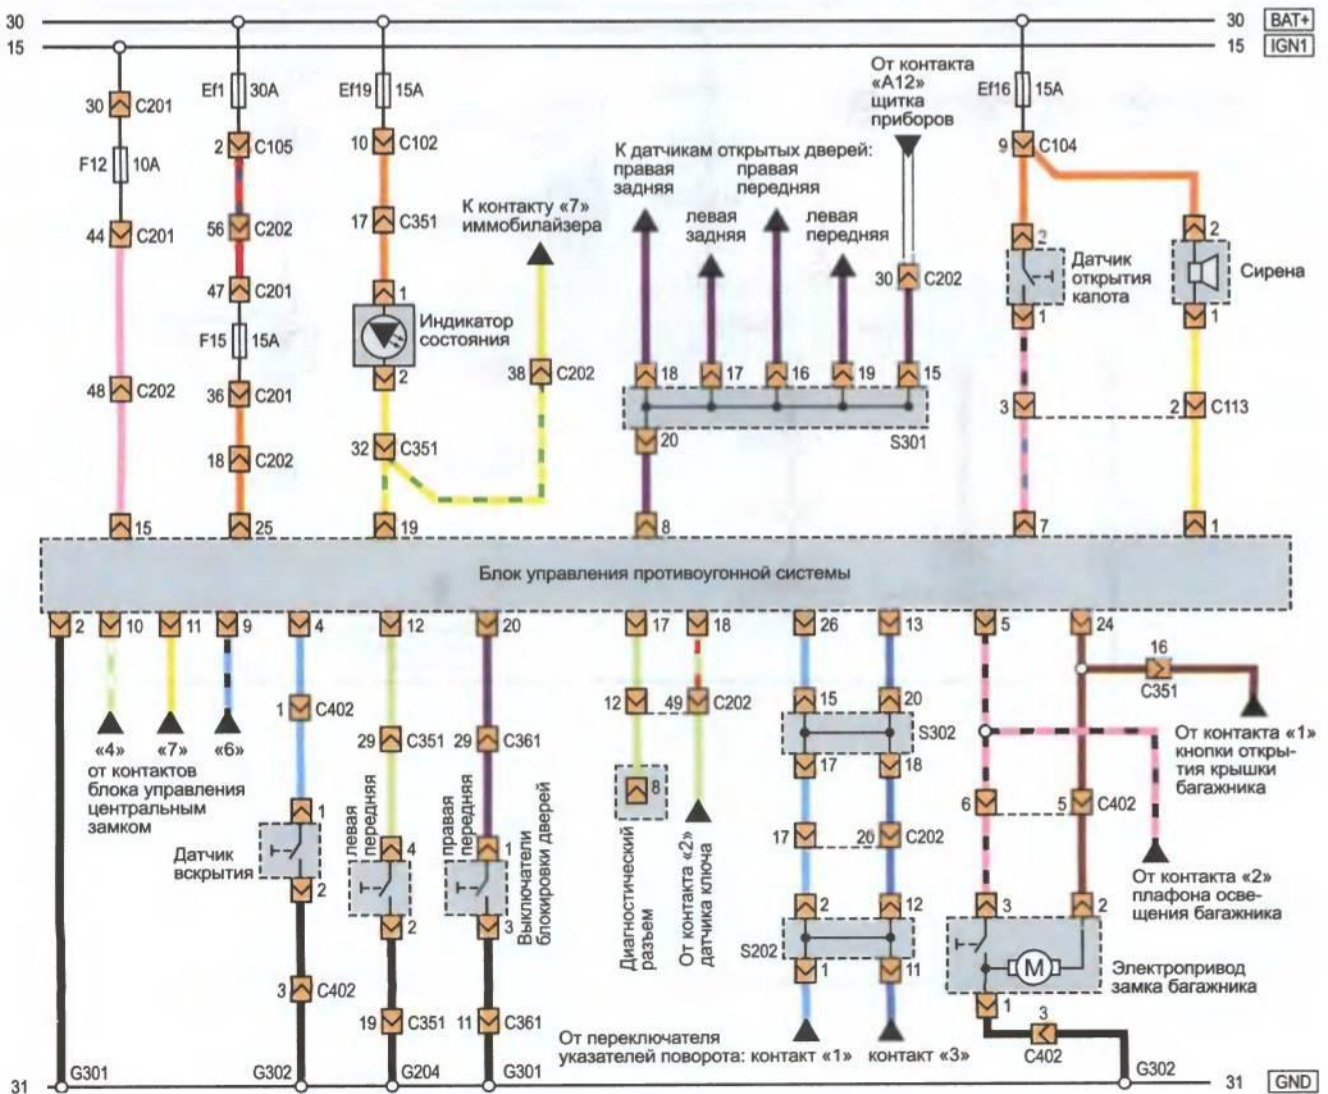 30
30 BAT+
15
15 IGN1
Ef1 30A
Ef19 15A
Ef16 15A
От контакта
«А12»
щитка
приборов
30 C201
2 C105
10 C102
9 C104
F12 10A
К датчикам открытых дверей:
правая
задняя
правая
передняя
левая
задняя
левая
передняя
К контакту «7»
иммобилайзера
44 C201
56 C202
17 C351
30 C202
2
Датчик
открытия
капота
2
Сирена
47 C201
1
1
1
F15 15A
Индикатор
состояния
48 C202
36 C201
2
38 C202
18
17
16
19
15
3
2 C113
18 C202
32 C351
20
S301
15
25
19
8
7
1
Блок управления противоугонной системы
2
10
11
9
4
12
20
17
18
26
13
5
24
16
C351
«4»
«7»
«6»
от контактов
блока управления
центральным
замком
1 C402
29 C351
29 C361
12
49 C202
15
20
S302
17
18
От контакта «1»
кнопки откры-
тия крышки
багажника
6
5 C402
8
17
20 C202
1
Датчик
вскрытия
2
левая
передняя
4
2
правая
передняя
1
3
Выключатели
блокировки дверей
Диагностический
разъем
От контакта «2»
датчика ключа
2
12
S202
1
11
От контакта «2»
плафона осве-
щения багажника
3
2
M
Электропривод
замка багажника
1
3 C402
19 C351
11 C361
От переключателя
указателей поворота: контакт «1»
контакт «3»
3
C402
31
G301
G302
G204
G301
G302
31 GND